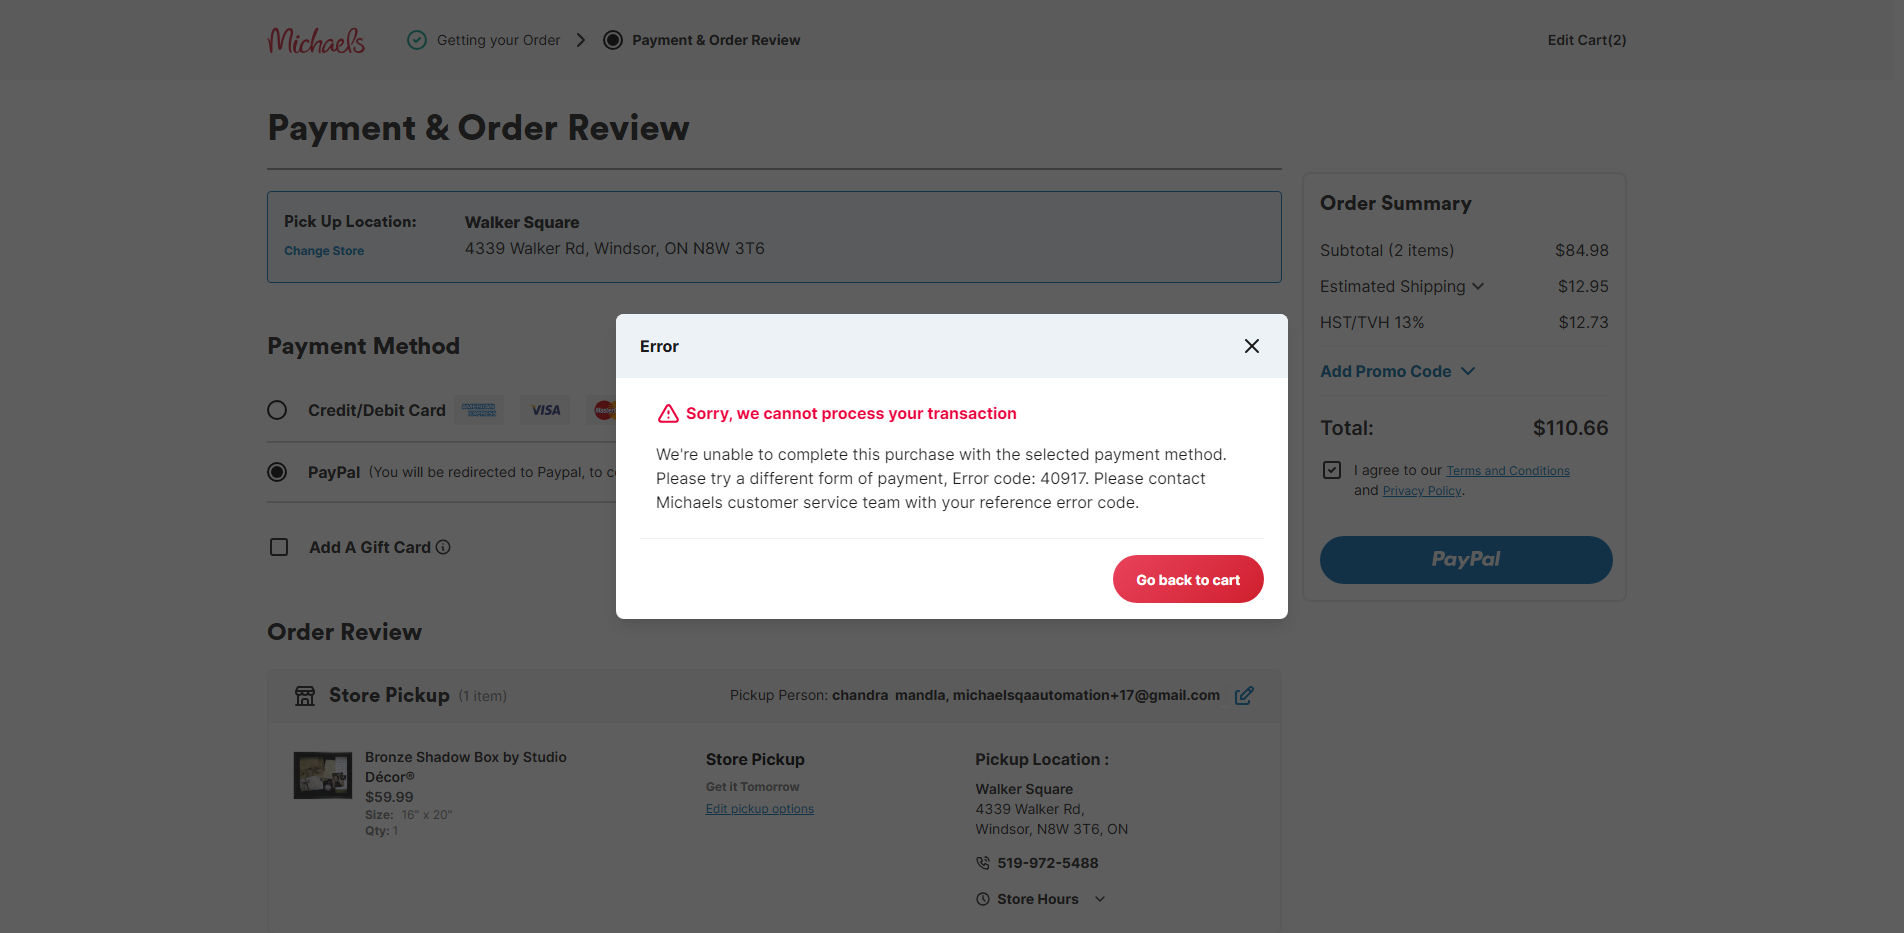 Michaels
Getting your Order
Payment & Order Review
Edit Cart(2)
Payment & Order Review
Pick Up Location:
Walker Square
Change Store
4339 Walker Rd, Windsor, ON N8W 3T6
Order Summary
Subtotal (2 items) $84.98
Estimated Shipping $12.95
HST/TVH 13% $12.73
Add Promo Code
Total: $110.66
I agree to our Terms and Conditions
and Privacy Policy.
PayPal
Payment Method
Credit/Debit Card
AMERICAN EXPRESS
VISA
PayPal (You will be redirected to Paypal, to
Add A Gift Card
Error
Sorry, we cannot process your transaction
We're unable to complete this purchase with the selected payment method.
Please try a different form of payment, Error code: 40917. Please contact
Michaels customer service team with your reference error code.
Go back to cart
Order Review
Store Pickup (1 item)
Pickup Person: chandra mandla, michaelsqaautomation+17@gmail.com
Bronze Shadow Box by Studio
Décor®
$59.99
Size: 16" x 20"
Qty: 1
Store Pickup
Get it Tomorrow
Edit pickup options
Pickup Location :
Walker Square
4339 Walker Rd,
Windsor, N8W 3T6, ON
519-972-5488
Store Hours